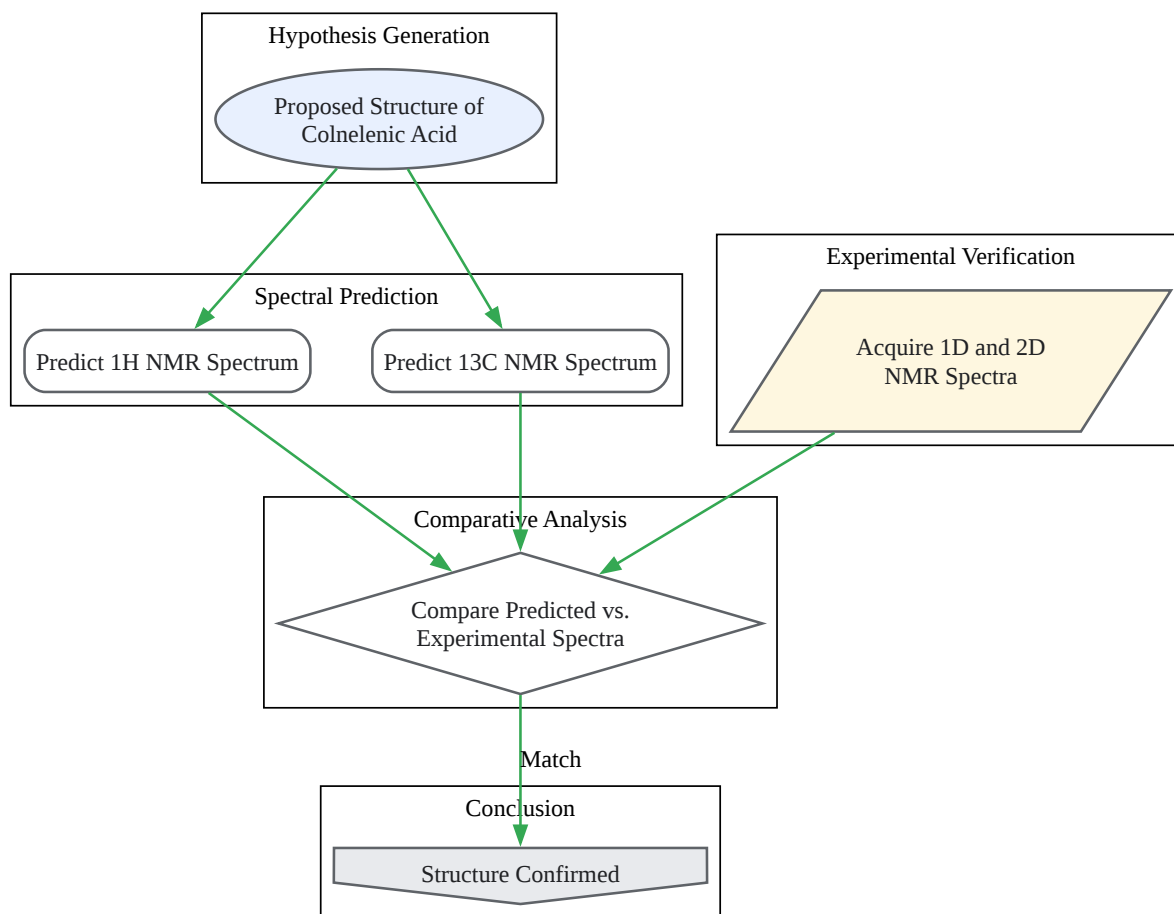 Hypothesis Generation
Proposed Structure of
Colnelenic Acid
Experimental Verification
Acquire 1D and 2D
NMR Spectra
Spectral Prediction
Predict 1H NMR Spectrum
Predict 13C NMR Spectrum
Comparative Analysis
Compare Predicted vs.
Experimental Spectra
Match
Conclusion
Structure Confirmed